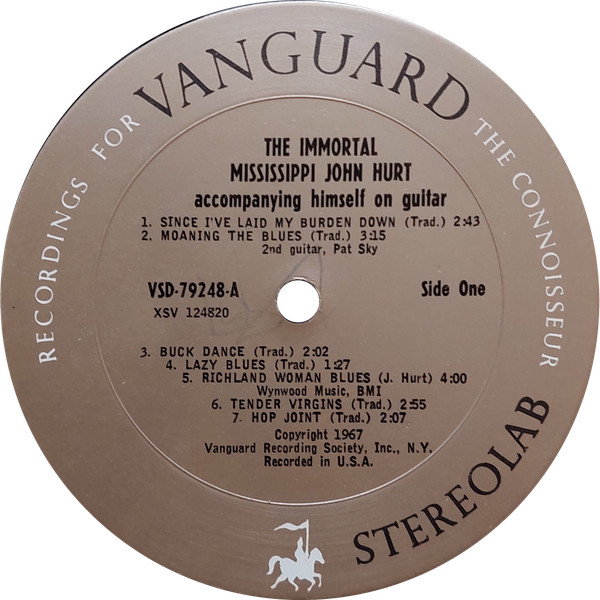 RECORDINGS FOR VANGUARD THE CONNOISSEUR
THE IMMORTAL
MISSISSIPPI JOHN HURT
accompanying himself on guitar
1. SINCE I'VE LAID MY BURDEN DOWN (Trad.) 2:43
2. MOANING THE BLUES (Trad.) 3:15
2nd guitar, Pat Sky
VSD-79248-A Side One
XSV 124820
3. BUCK DANCE (Trad.) 2:02
4. LAZY BLUES (Trad.) 1:27
5. RICHLAND WOMAN BLUES (J. Hurt) 4:00
Wynwood Music, BMI
6. TENDER VIRGINS (Trad.) 2:55
7. HOP JOINT (Trad.) 2:07
Copyright 1967
Vanguard Recording Society, Inc., N.Y.
Recorded in U.S.A.
STEREOLAB